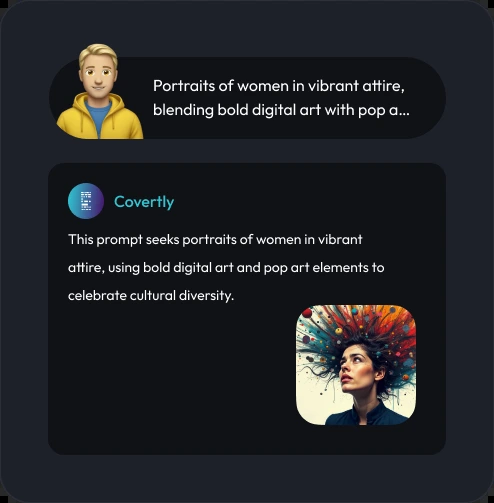 Portraits of women in vibrant attire,
blending bold digital art with pop a...
Covertly
This prompt seeks portraits of women in vibrant
attire, using bold digital art and pop art elements to
celebrate cultural diversity.